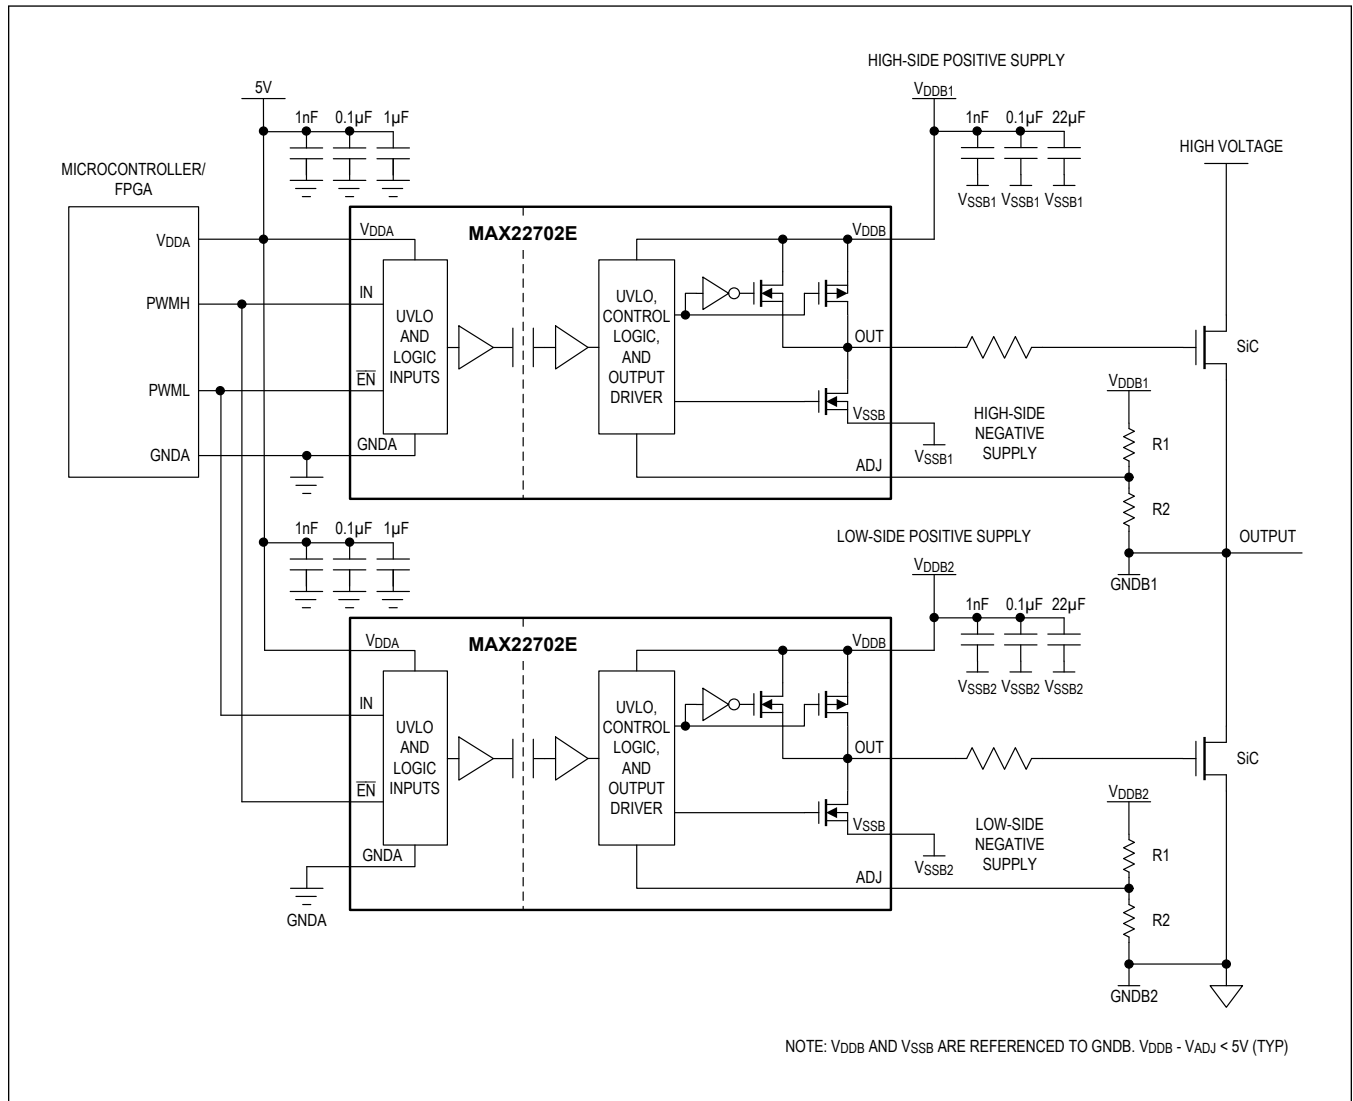 HIGH-SIDE POSITIVE SUPPLY
5V
VDDB1
1nF 0.1µF 1µF
1nF 0.1µF 22µF
HIGH VOLTAGE
MICROCONTROLLER/
FPGA
VSSB1 VSSB1 VSSB1
VDDA
VDDA
MAX22702E
VDDB
PWMH
IN
UVLO
AND
LOGIC
INPUTS
UVLO,
CONTROL
LOGIC,
AND
OUTPUT
DRIVER
OUT
SiC
PWML
EN
VDDB1
VSSB
HIGH-SIDE
NEGATIVE
SUPPLY
GNDA
GNDA
VSSB1
R1
ADJ
R2
1nF 0.1µF 1µF
LOW-SIDE POSITIVE SUPPLY
OUTPUT
VDDB2
GNDB1
1nF 0.1µF 22µF
VDDA
MAX22702E
VDDB
VSSB2 VSSB2 VSSB2
IN
UVLO
AND
LOGIC
INPUTS
UVLO,
CONTROL
LOGIC,
AND
OUTPUT
DRIVER
OUT
SiC
EN
VDDB2
VSSB
LOW-SIDE
NEGATIVE
SUPPLY
GNDA
VSSB2
R1
ADJ
GNDA
R2
GNDB2
NOTE: VDDB AND VSSB ARE REFERENCED TO GNDB. VDDB - VADJ < 5V (TYP)